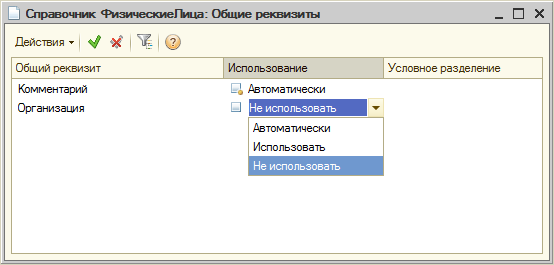 Справочник ФизическиеЛица: Общие реквизиты
Действия
Общий реквизит Использование Условное разделение
Комментарий Автоматически
Организация Не использовать
Автоматически
Использовать
Не использовать